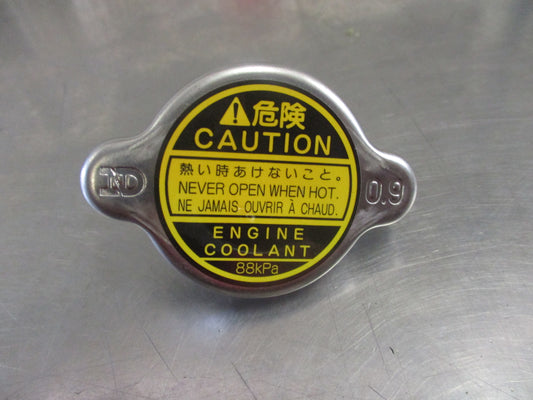 危険
CAUTION
熱い時あけないこと。
NEVER OPEN WHEN HOT.
NE JAMAIS OUVRIR À CHAUD.
ENGINE
COOLANT
88kPa
ND
0.9